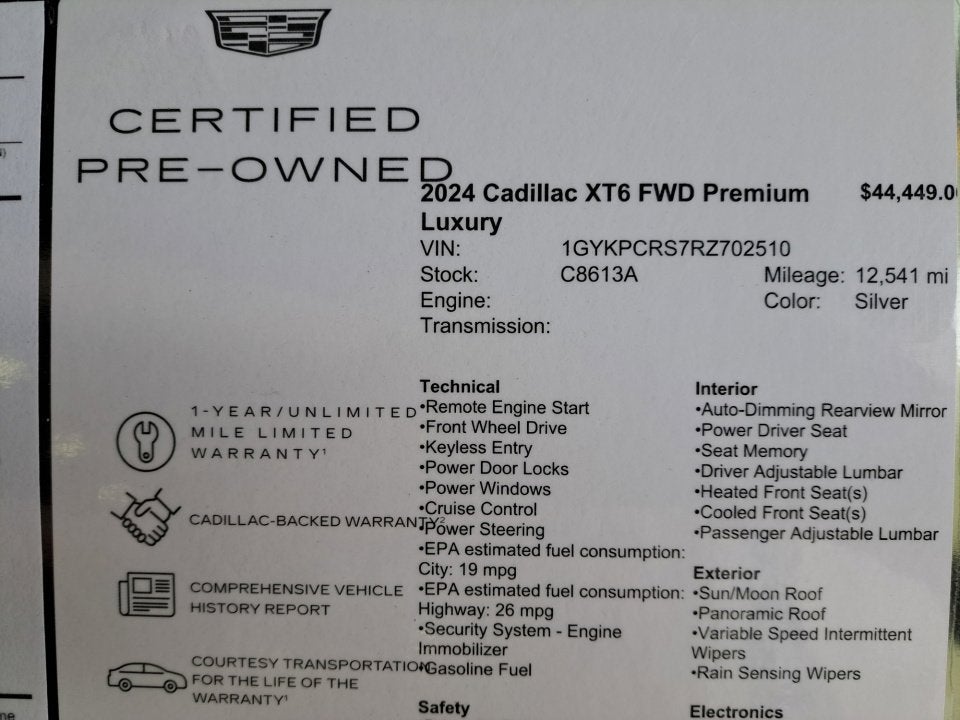 CERTIFIED
PRE-OWNED
2024 Cadillac XT6 FWD Premium $44,449.0
Luxury
VIN: 1GYKPCRS7RZ702510
Stock: C8613A Mileage: 12,541 mi
Engine: Color: Silver
Transmission:
1-YEAR/UNLIMITED
MILE LIMITED
WARRANTY¹
CADILLAC-BACKED WARRANTY²
COMPREHENSIVE VEHICLE
HISTORY REPORT
COURTESY TRANSPORTATION
FOR THE LIFE OF THE
WARRANTY¹
Technical
•Remote Engine Start
•Front Wheel Drive
•Keyless Entry
•Power Door Locks
•Power Windows
•Cruise Control
•Power Steering
•EPA estimated fuel consumption:
City: 19 mpg
•EPA estimated fuel consumption:
Highway: 26 mpg
•Security System - Engine
Immobilizer
•Gasoline Fuel
Safety
Interior
•Auto-Dimming Rearview Mirror
•Power Driver Seat
•Seat Memory
•Driver Adjustable Lumbar
•Heated Front Seat(s)
•Cooled Front Seat(s)
•Passenger Adjustable Lumbar
Exterior
•Sun/Moon Roof
•Panoramic Roof
•Variable Speed Intermittent
Wipers
•Rain Sensing Wipers
Electronics